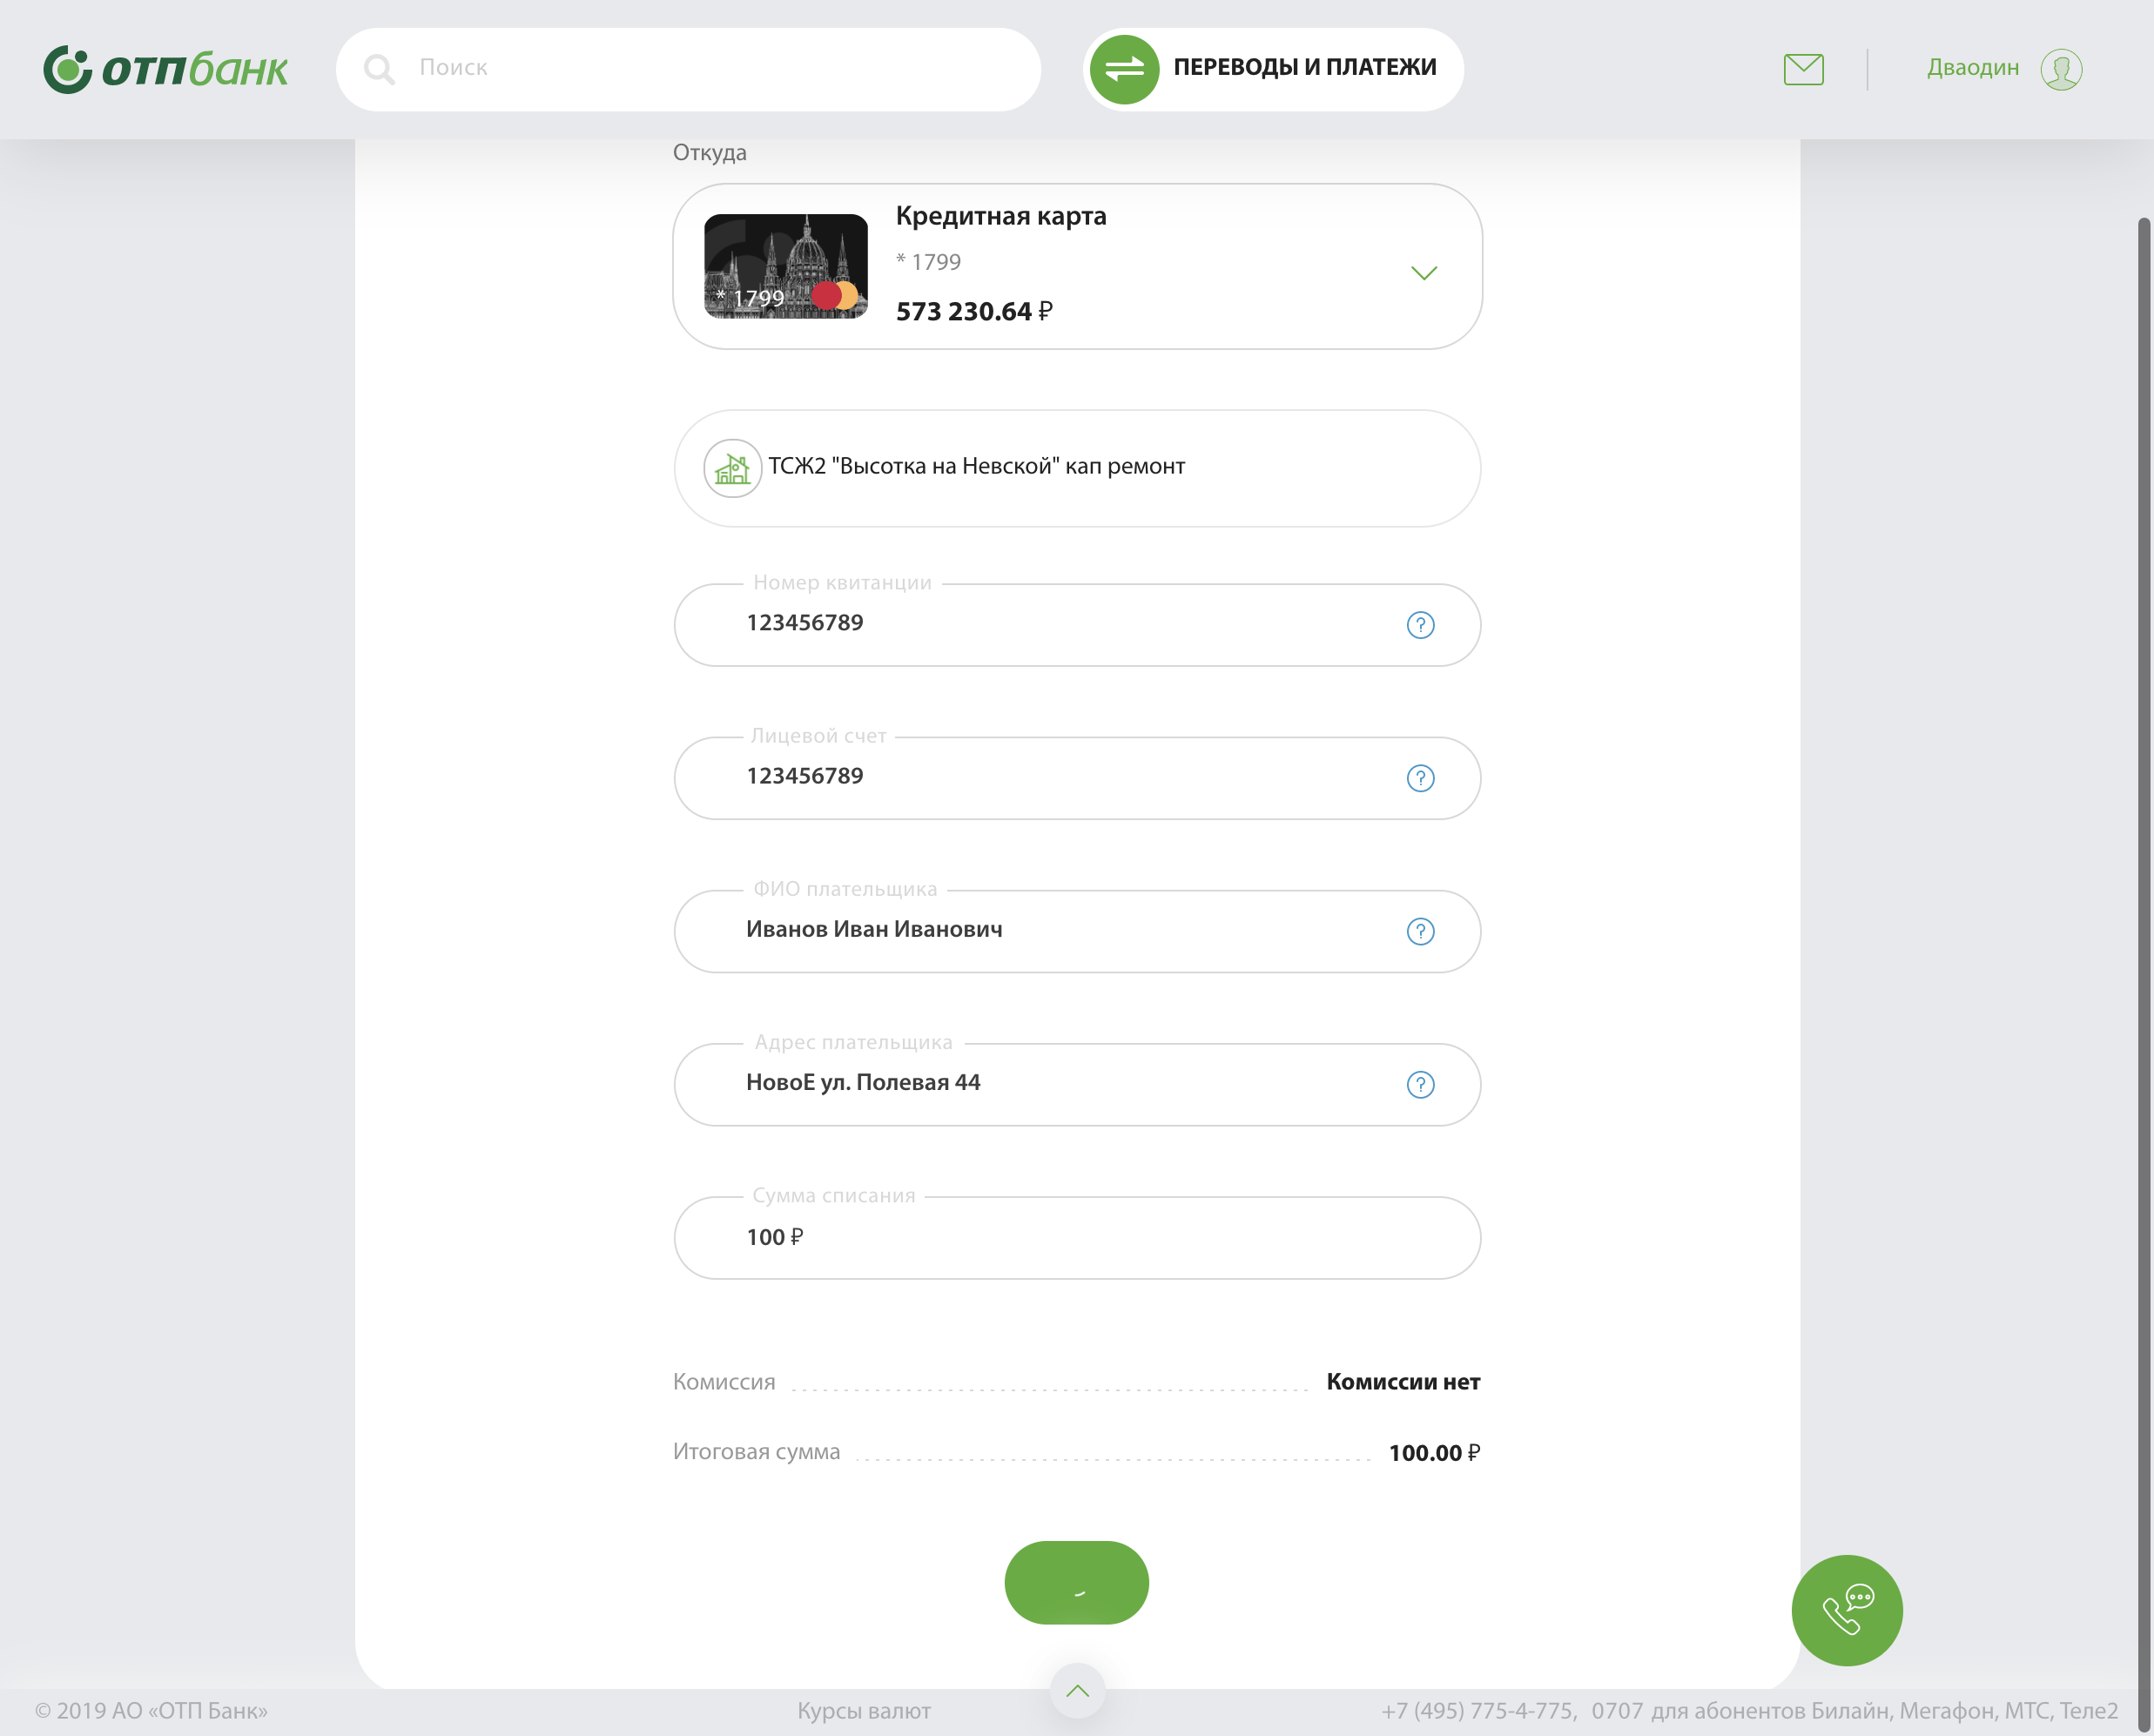 ОТПбанк
Поиск
ПЕРЕВОДЫ И ПЛАТЕЖИ
Дваодин
Откуда
Кредитная карта
* 1799
* 1799
573 230.64 ₽
ТСЖ2 "Высотка на Невской" кап ремонт
Номер квитанции
123456789
?
Лицевой счет
123456789
?
ФИО плательщика
Иванов Иван Иванович
?
Адрес плательщика
НовоЕ ул. Полевая 44
?
Сумма списания
100 ₽
Комиссия
Комиссии нет
Итоговая сумма
100.00 ₽
© 2019 АО «ОТП Банк»
Курсы валют
+7 (495) 775-4-775, 0707 для абонентов Билайн, Мегафон, МТС, Теле2